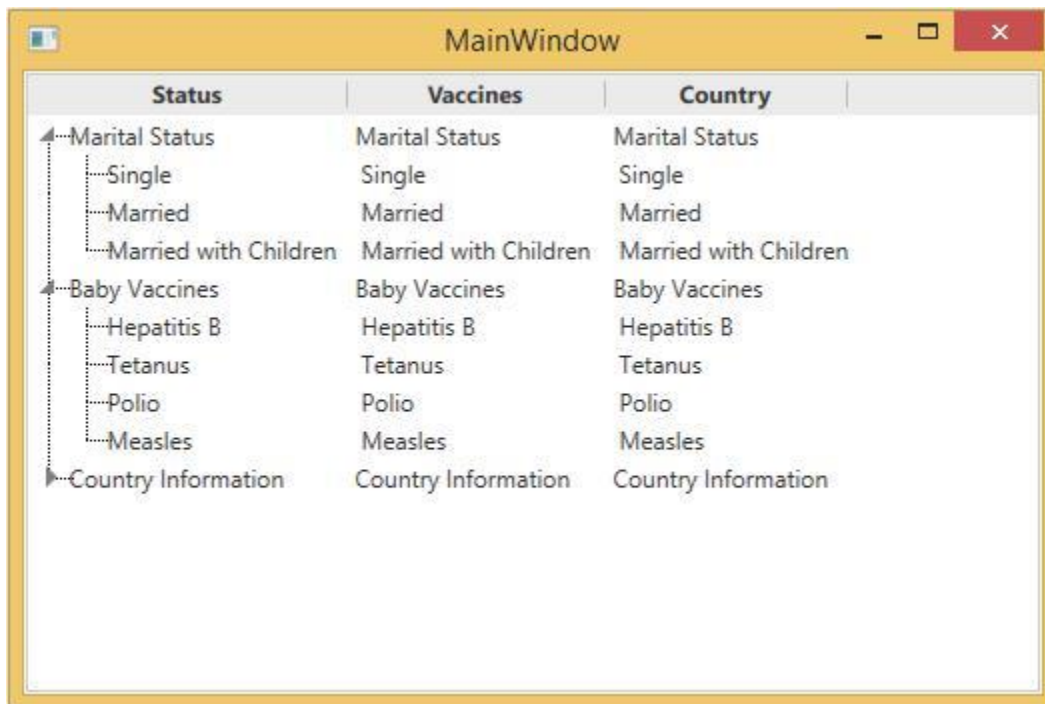 MainWindow
Status Vaccines Country
Marital Status Marital Status Marital Status
Single Single Single
Married Married Married
Married with Children Married with Children Married with Children
Baby Vaccines Baby Vaccines Baby Vaccines
Hepatitis B Hepatitis B Hepatitis B
Tetanus Tetanus Tetanus
Polio Polio Polio
Measles Measles Measles
Country Information Country Information Country Information